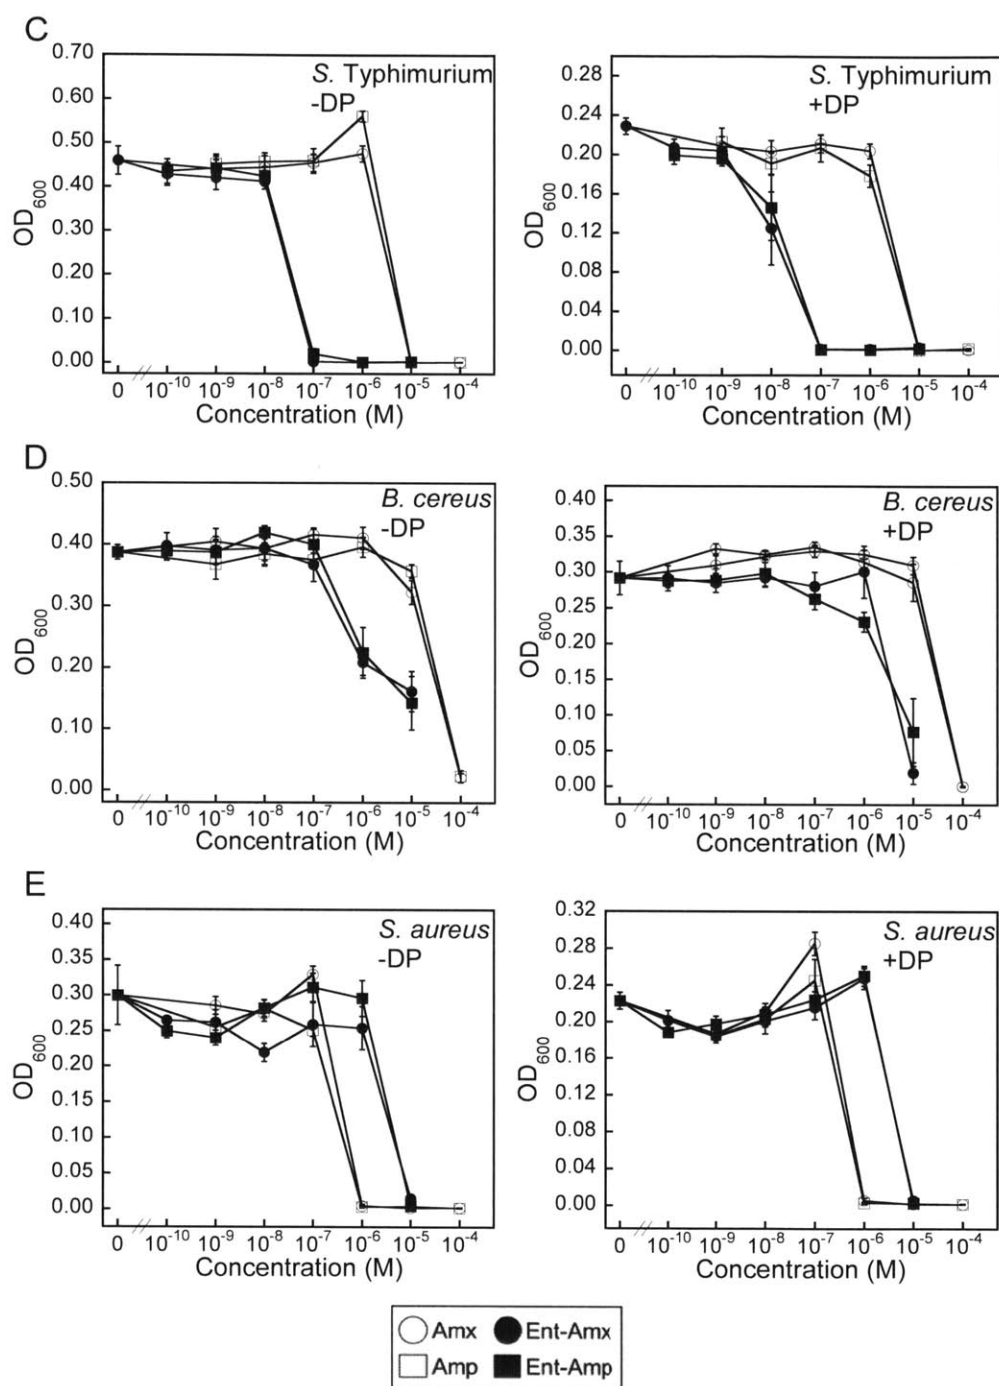 C
0.70
0.60
0.50
0.40
0.30
0.20
0.10
0.00
OD600
S. Typhimurium
-DP
0 10-10 10-9 10-8 10-7 10-6 10-5 10-4
Concentration (M)
0.28
0.24
0.20
0.16
0.12
0.08
0.04
0.00
OD600
S. Typhimurium
+DP
0 10-10 10-9 10-8 10-7 10-6 10-5 10-4
Concentration (M)
D
0.50
0.40
0.30
0.20
0.10
0.00
OD600
B. cereus
-DP
0 10-10 10-9 10-8 10-7 10-6 10-5 10-4
Concentration (M)
0.40
0.35
0.30
0.25
0.20
0.15
0.10
0.05
0.00
OD600
B. cereus
+DP
0 10-10 10-9 10-8 10-7 10-6 10-5 10-4
Concentration (M)
E
0.40
0.35
0.30
0.25
0.20
0.15
0.10
0.05
0.00
OD600
S. aureus
-DP
0 10-10 10-9 10-8 10-7 10-6 10-5 10-4
Concentration (M)
0.32
0.28
0.24
0.20
0.16
0.12
0.08
0.04
0.00
OD600
S. aureus
+DP
0 10-10 10-9 10-8 10-7 10-6 10-5 10-4
Concentration (M)
Amx Ent-Amx
Amp Ent-Amp